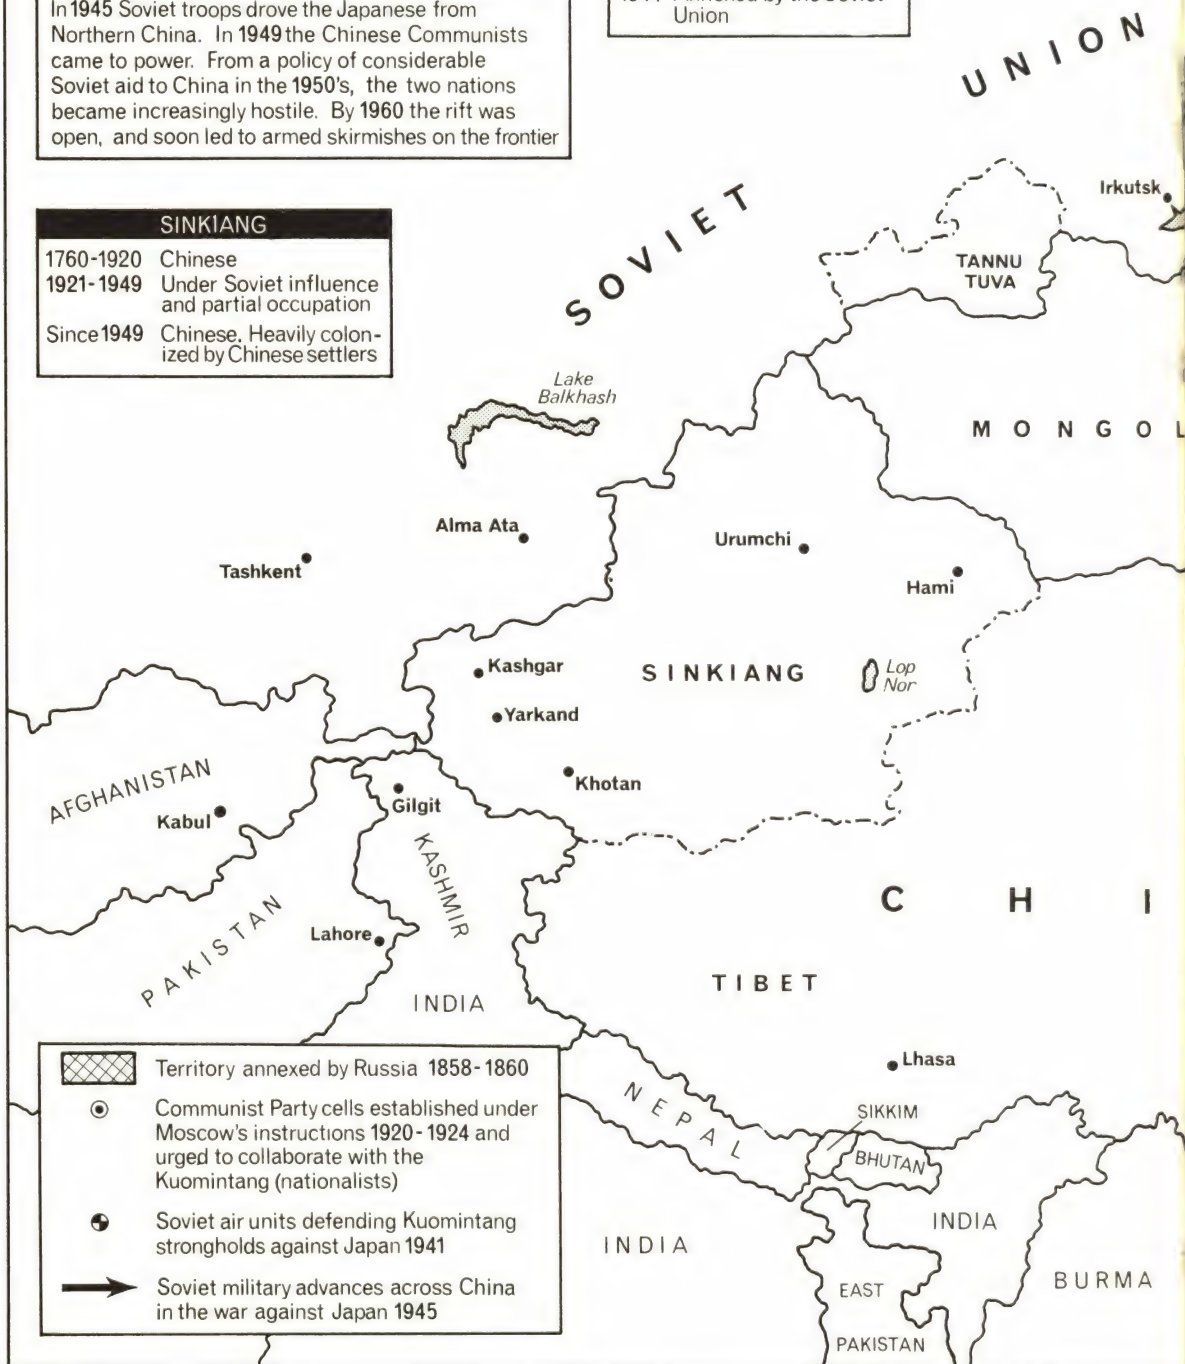 In 1945 Soviet troops drove the Japanese from
Northern China. In 1949 the Chinese Communists
came to power. From a policy of considerable
Soviet aid to China in the 1950's, the two nations
became increasingly hostile. By 1960 the rift was
open, and soon led to armed skirmishes on the frontier
Union
SINKIANG
1760-1920 Chinese
1921-1949 Under Soviet influence
and partial occupation
Since 1949 Chinese. Heavily colon-
ized by Chinese settlers
SOVIET
UNION
Irkutsk
TANNU
TUVA
Lake
Balkhash
MONGOL
Alma Ata
Urumchi
Tashkent
Hami
Kashgar
SINKIANG
Lop
Nor
Yarkand
AFGHANISTAN
Khotan
Gilgit
Kabul
KASHMIR
CHI
PAKISTAN
Lahore
TIBET
INDIA
Lhasa
NEPAL
SIKKIM
BHUTAN
INDIA
INDIA
BURMA
EAST
PAKISTAN
Territory annexed by Russia 1858-1860
Communist Party cells established under
Moscow's instructions 1920-1924 and
urged to collaborate with the
Kuomintang (nationalists)
Soviet air units defending Kuomintang
strongholds against Japan 1941
Soviet military advances across China
in the war against Japan 1945